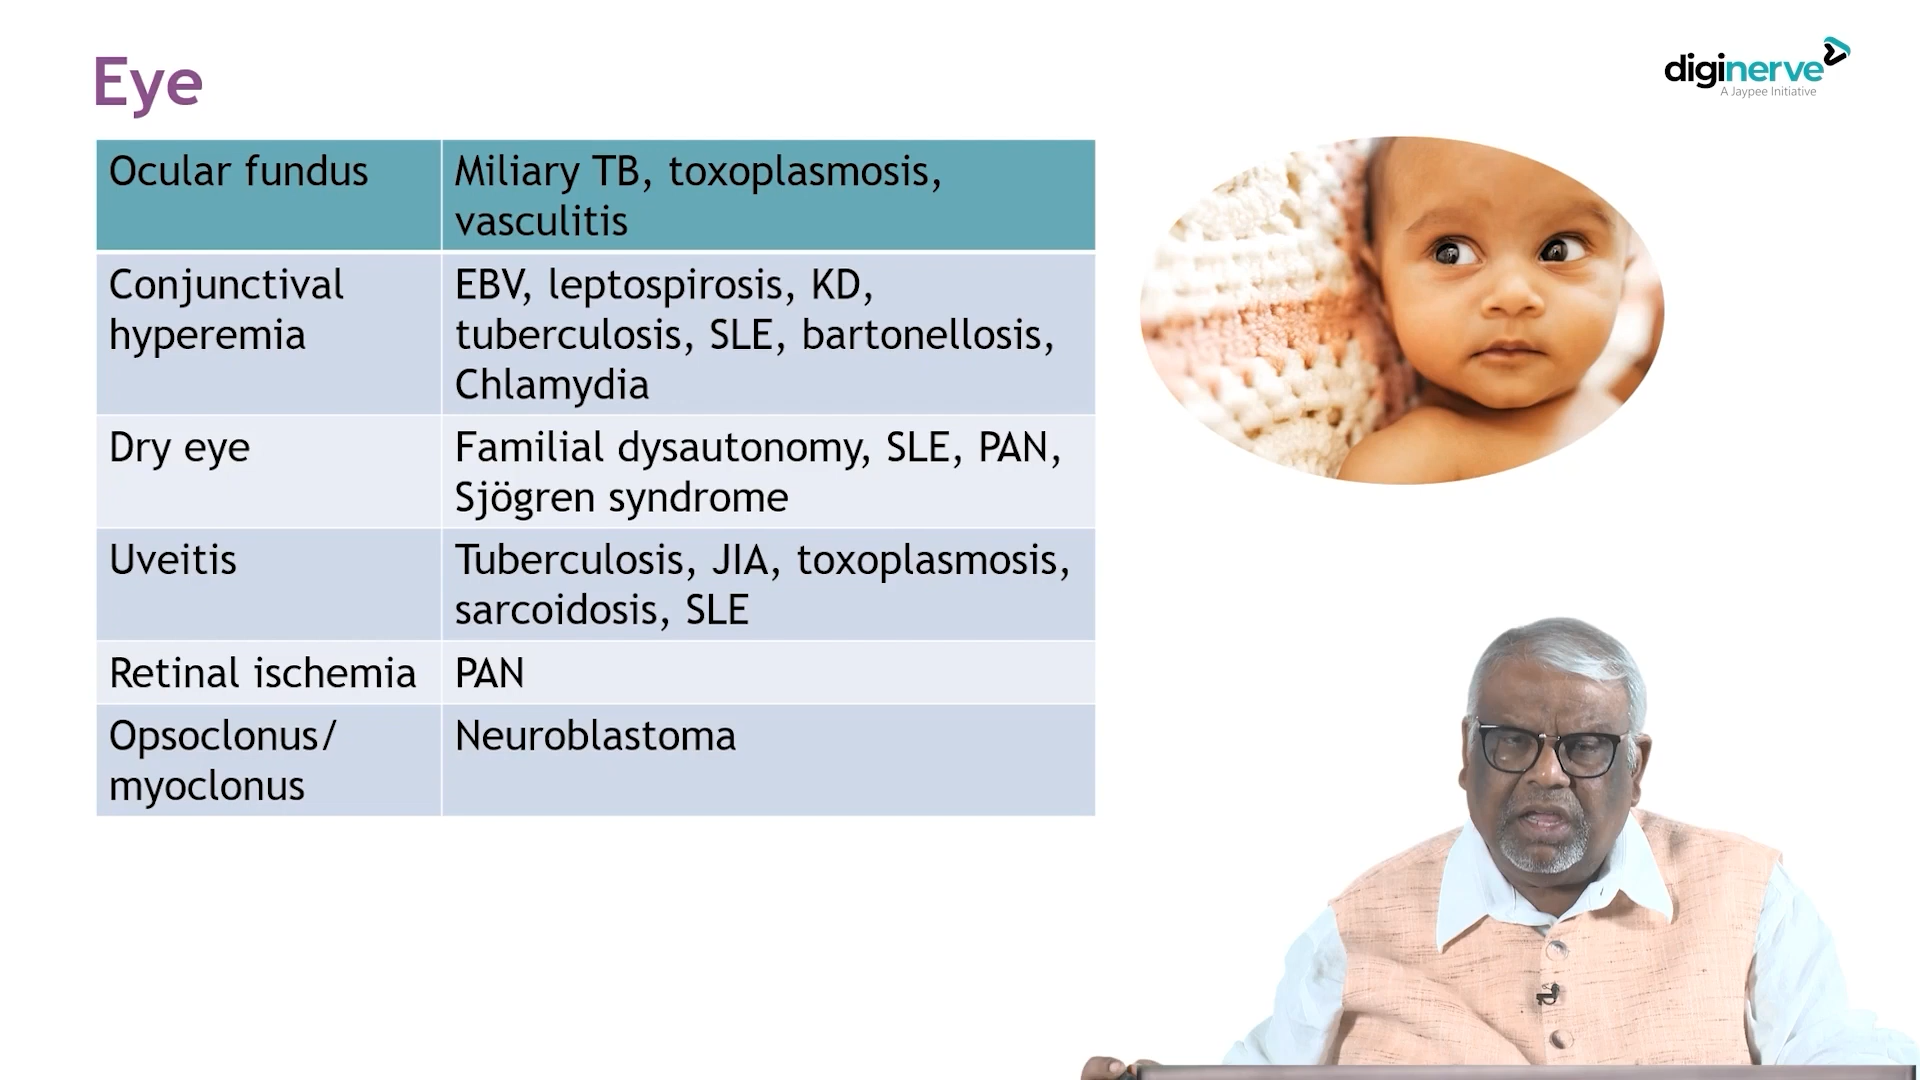 Eye
diginerve
A Jaypee Initiative
Ocular fundus
Miliary TB, toxoplasmosis,
vasculitis
Conjunctival
hyperemia
EBV, leptospirosis, KD,
tuberculosis, SLE, bartonellosis,
Chlamydia
Dry eye
Familial dysautonomy, SLE, PAN,
Sjögren syndrome
Uveitis
Tuberculosis, JIA, toxoplasmosis,
sarcoidosis, SLE
Retinal ischemia
PAN
Opsoclonus/
myoclonus
Neuroblastoma